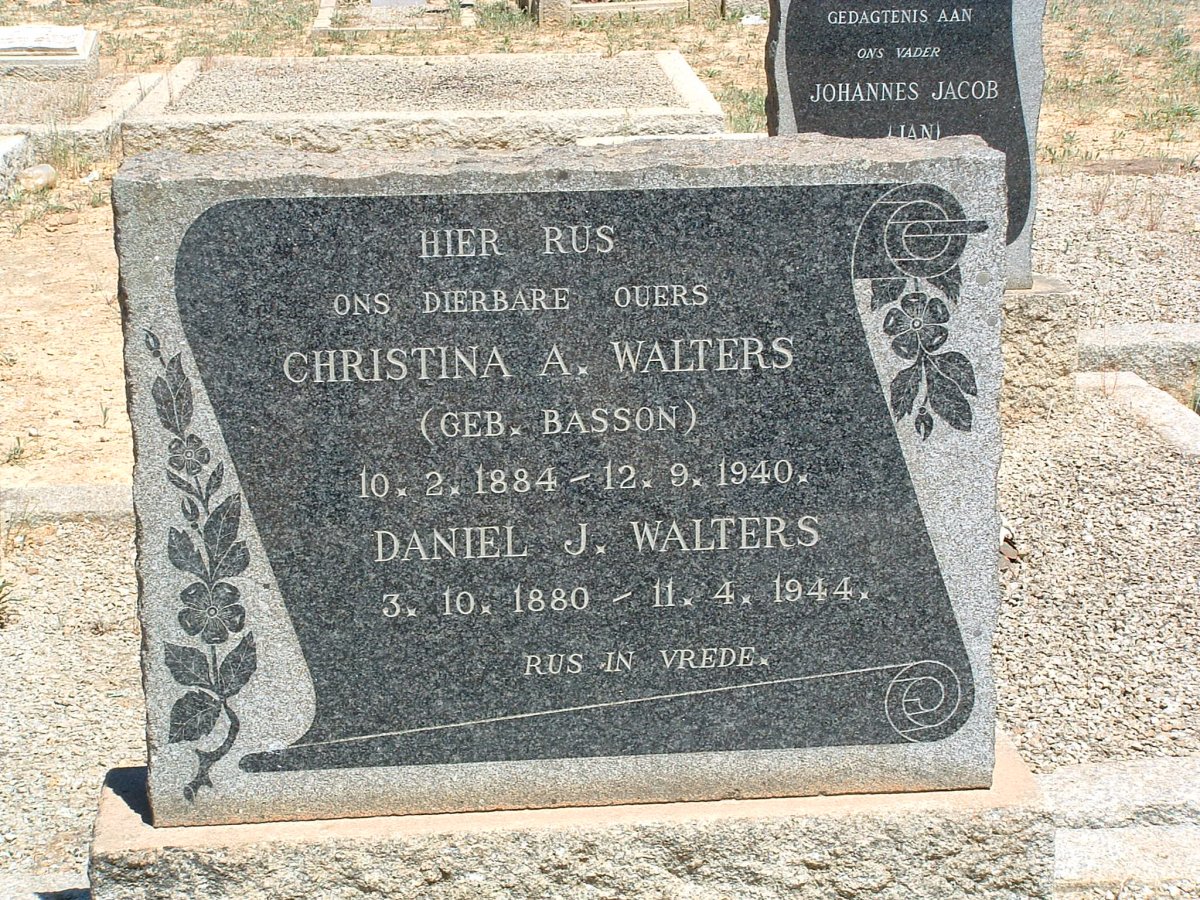 GEDAGTENIS AAN
ONS VADER
JOHANNES JACOB
(JAN)
HIER RUS
ONS DIERBARE OUERS
CHRISTINA A. WALTERS
(GEB. BASSON)
10. 2. 1884 – 12. 9. 1940.
DANIEL J. WALTERS
3. 10. 1880 – 11. 4. 1944.
RUS IN VREDE.